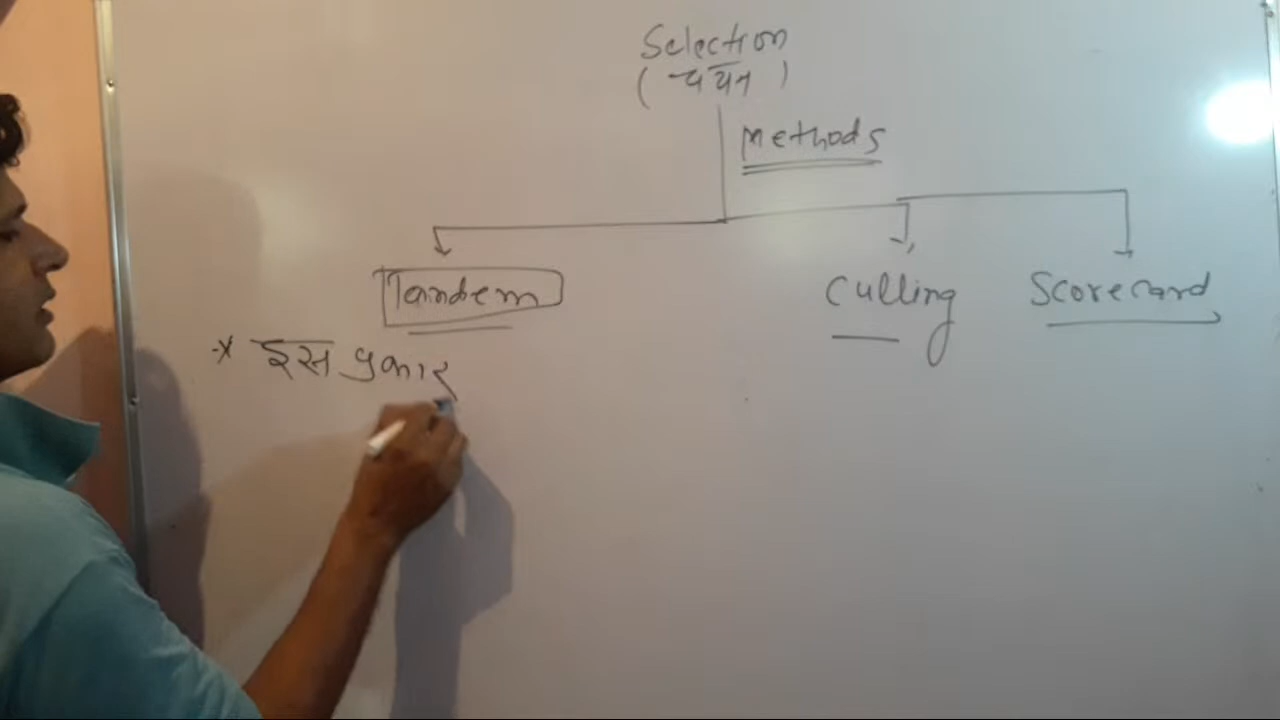 Selection
(चयन)
Methods
Tandem
Culling
Scorecard
* इस प्रकार